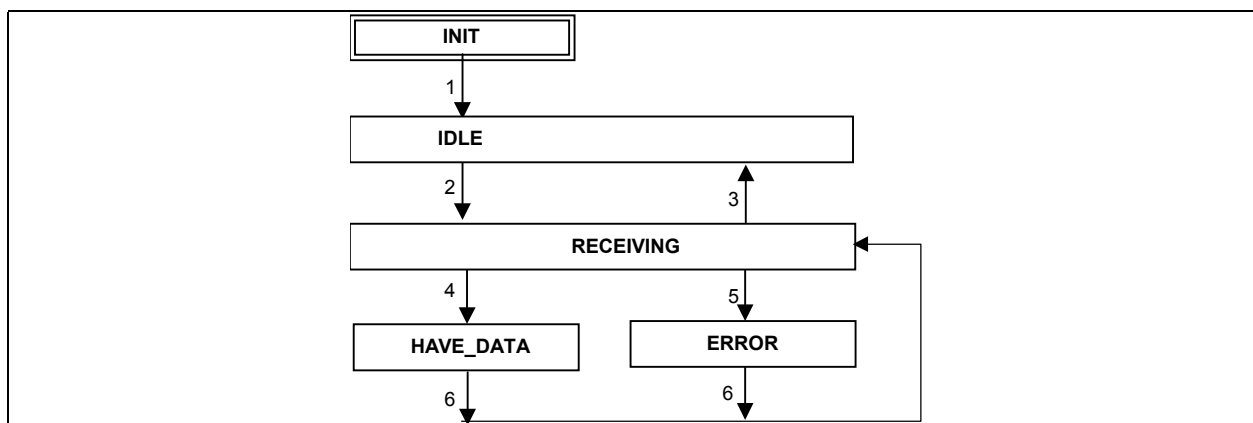 INIT
1
IDLE
2
3
RECEIVING
4
5
HAVE_DATA
ERROR
6
6